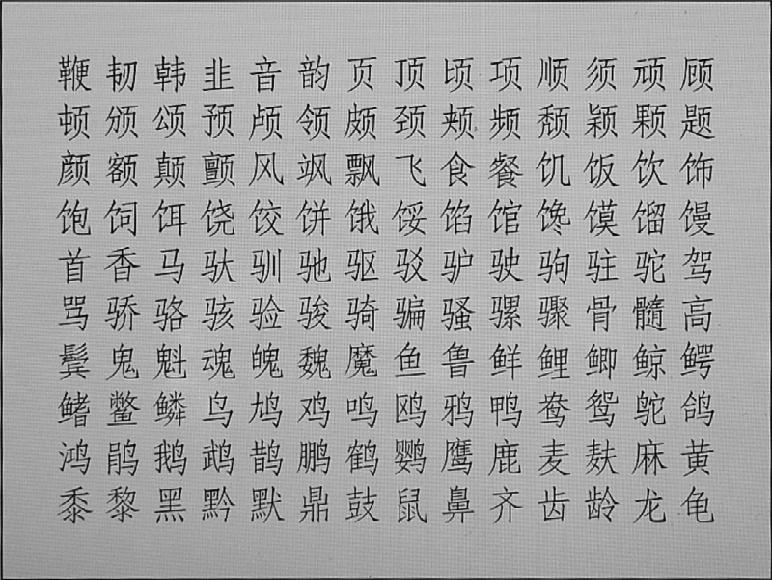 鞭韧韩韭音韵页顶顷项顺须顽顾
顿颁颂预颅领颇颈颊频颓颖颗题
颜额颠颤风飒飘飞食餐饥饭饮饰
饱饲饵饶饺饼饿馁馅馆馋馍馏馒
首香马驮驯驰驱驳驴驶驹驻驼驾
骂骄骆骇验骏骑骗骚骡骤骨髓高
鬓鬼魁魂魄魏魔鱼鲁鲜鲤鲫鲸鳄
鳍鳖鳞鸟鸠鸡鸣鸥鸦鸭鸯鸳鸵鸽
鸿鹃鹅鹉鹊鹏鹤鹦鹰鹿麦麸麻黄
黍黎黑黔默鼎鼓鼠鼻齐齿龄龙龟